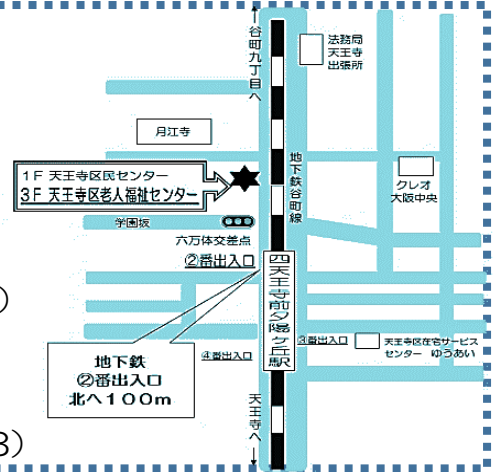 谷町九丁目へ
法務局
天王寺
出張所
月江寺
地下鉄谷町線
1F 天王寺区民センター
3F 天王寺区老人福祉センター
クレオ
大阪中央
学園坂
六万体交差点
②番出入口
四天王寺前夕陽ヶ丘駅
)
地下鉄
②番出入口
北へ100m
④番出入口
③番出入口
天王寺区在宅サービス
センター ゆうあい
天王寺へ
3)